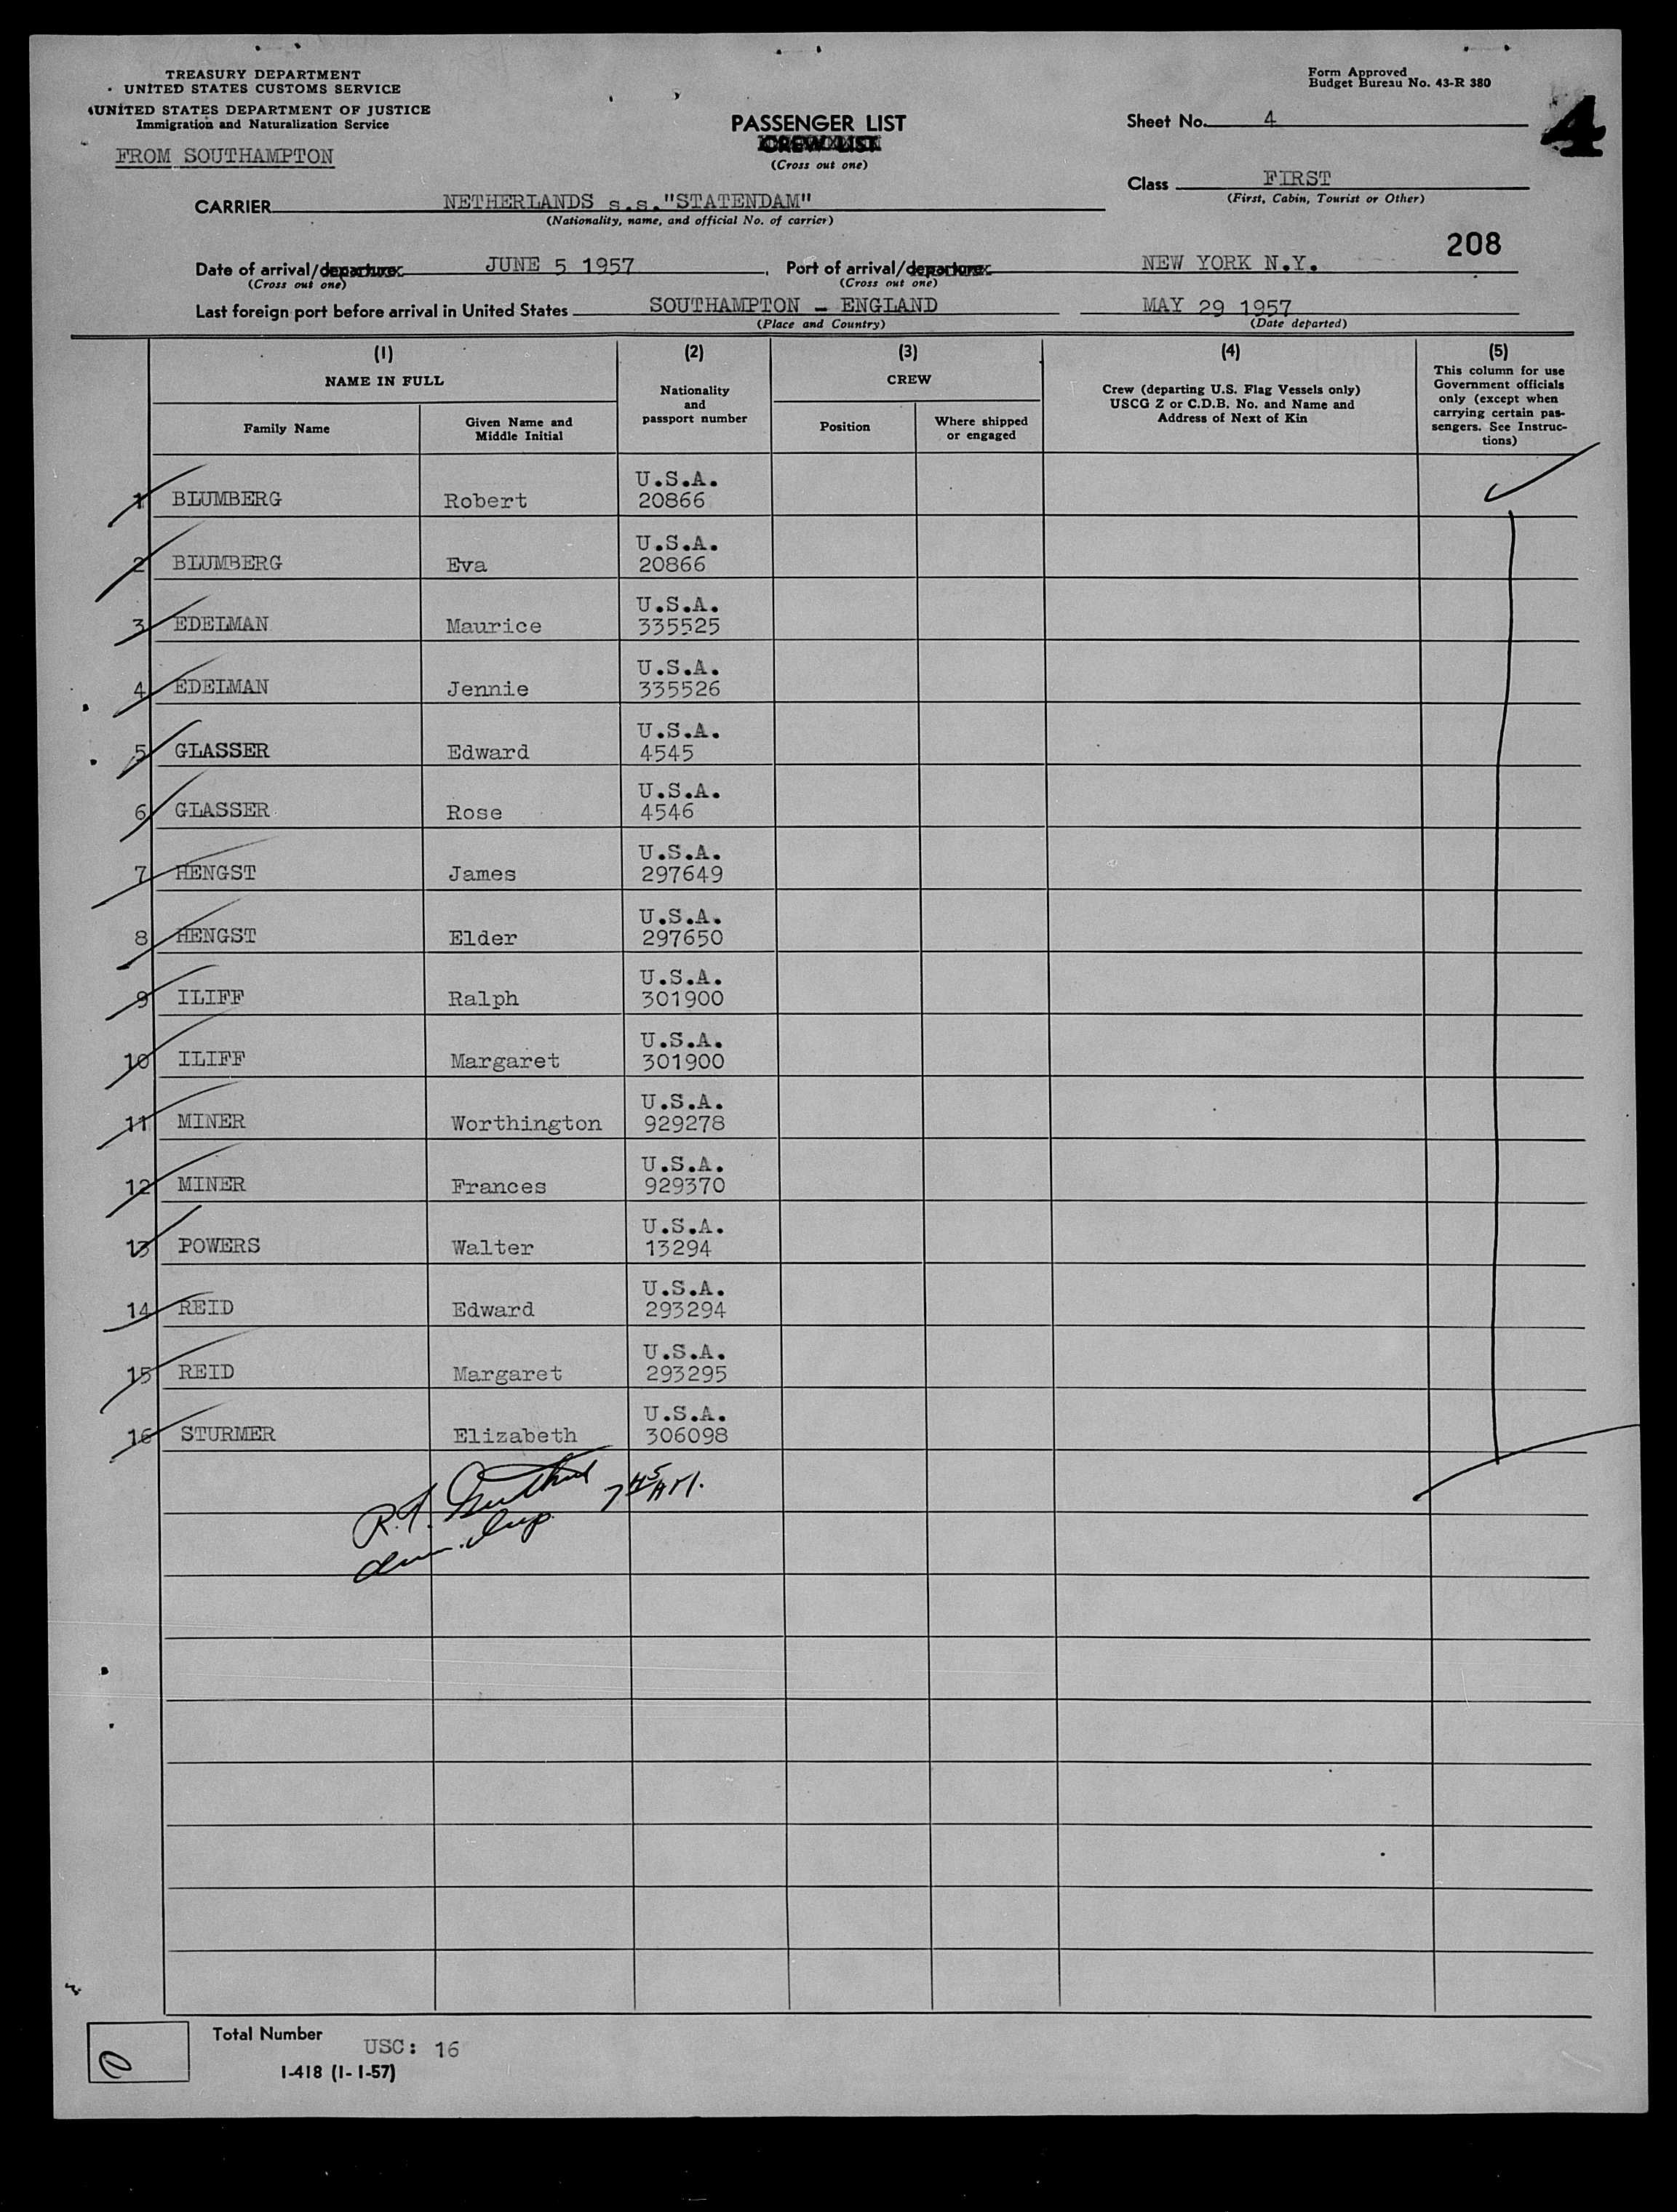 TREASURY DEPARTMENT
UNITED STATES CUSTOMS SERVICE
UNITED STATES DEPARTMENT OF JUSTICE
Immigration and Naturalization Service
FROM SOUTHAMPTON
PASSENGER LIST
CREW LIST
(Cross out one)
Form Approved
Budget Bureau No. 43-R 380
Sheet No. 4
4
Class FIRST
(First, Cabin, Tourist or Other)
CARRIER NETHERLANDS s.s."STATENDAM"
(Nationality, name, and official No. of carrier)
208
Date of arrival/departure JUNE 5 1957, Port of arrival/departure NEW YORK N.Y.
(Cross out one) (Cross out one)
Last foreign port before arrival in United States SOUTHAMPTON - ENGLAND MAY 29 1957
(Place and Country) (Date departed)
(1) (2) (3) (4) (5)
NAME IN FULL
Family Name
Given Name and
Middle Initial
Nationality
and
passport number
CREW
Position
Where shipped
or engaged
Crew (departing U.S. Flag Vessels only)
USCG Z or C.D.B. No. and Name and
Address of Next of Kin
This column for use
Government officials
only (except when
carrying certain pas-
sengers. See Instruc-
tions)
U.S.A.
1 BLUMBERG Robert 20866
U.S.A.
2 BLUMBERG Eva 20866
U.S.A.
3 EDELMAN Maurice 335525
U.S.A.
4 EDELMAN Jennie 335526
U.S.A.
5 GLASSER Edward 4545
U.S.A.
6 GLASSER Rose 4546
U.S.A.
7 HENGST James 297649
U.S.A.
8 HENGST Elder 297650
U.S.A.
9 ILIFF Ralph 301900
U.S.A.
10 ILIFF Margaret 301900
U.S.A.
11 MINER Worthington 929278
U.S.A.
12 MINER Frances 929370
U.S.A.
13 POWERS Walter 13294
U.S.A.
14 REID Edward 293294
U.S.A.
15 REID Margaret 293295
U.S.A.
16 STURMER Elizabeth 306098
7 45 AM.
Total Number USC: 16
I-418 (1-1-57)